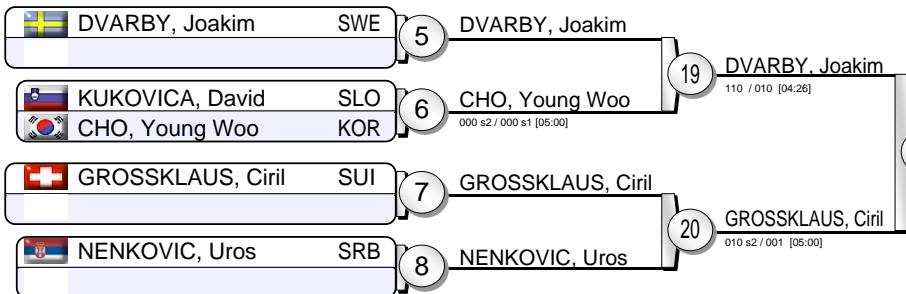 DVARBY, Joakim SWE
5
DVARBY, Joakim
19
DVARBY, Joakim
110 / 010 [04:26]
KUKOVICA, David SLO
CHO, Young Woo KOR
6
CHO, Young Woo
000 s2 / 000 s1 [05:00]
GROSSKLAUS, Ciril SUI
7
GROSSKLAUS, Ciril
20
GROSSKLAUS, Ciril
010 s2 / 001 [05:00]
NENKOVIC, Uros SRB
8
NENKOVIC, Uros